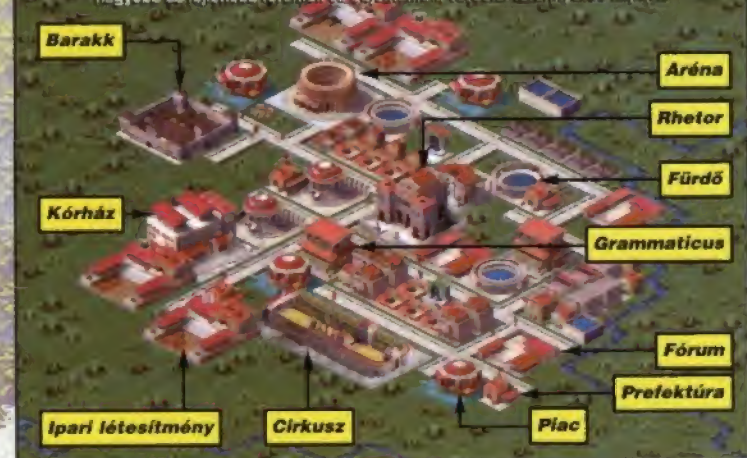 Barakk
Aréna
Rhetor
Fürdő
Kórház
Grammaticus
Fórum
Prefektúra
Ipari létesítmény
Cirkusz
Piac